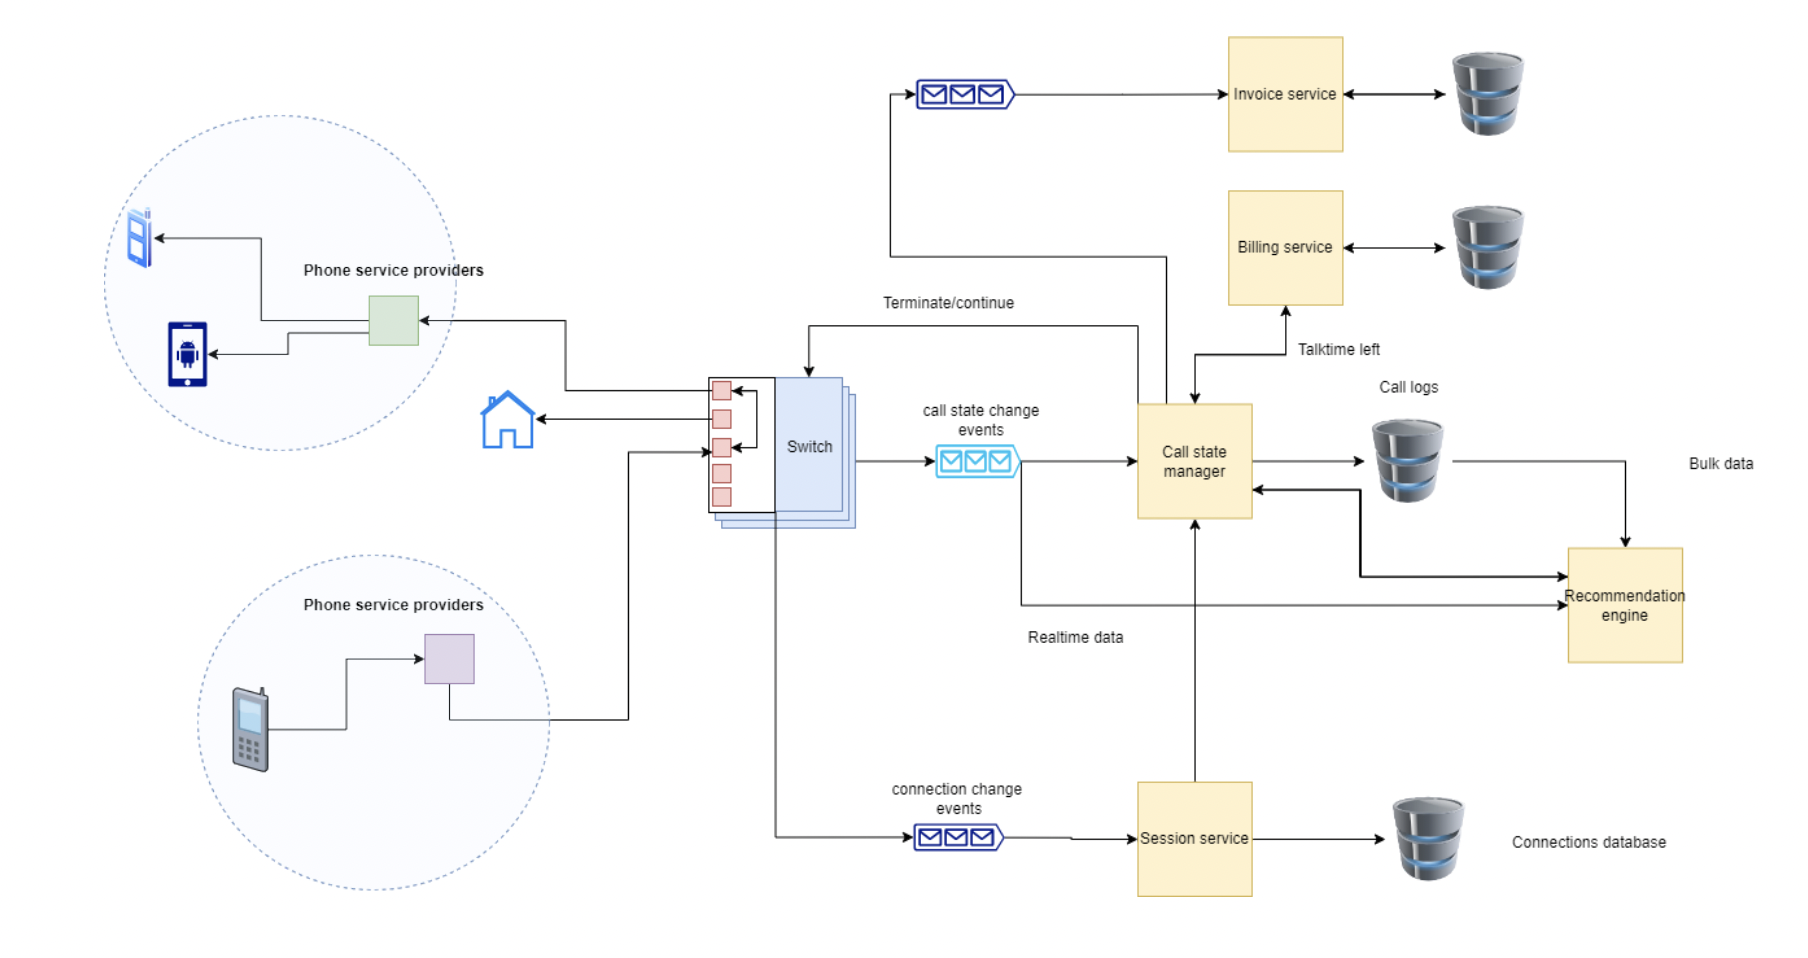 Invoice service
Billing service
Phone service providers
Terminate/continue
Talktime left
Call logs
call state change
events
Switch
Call state
manager
Bulk data
Recommendation
engine
Phone service providers
Realtime data
connection change
events
Session service
Connections database